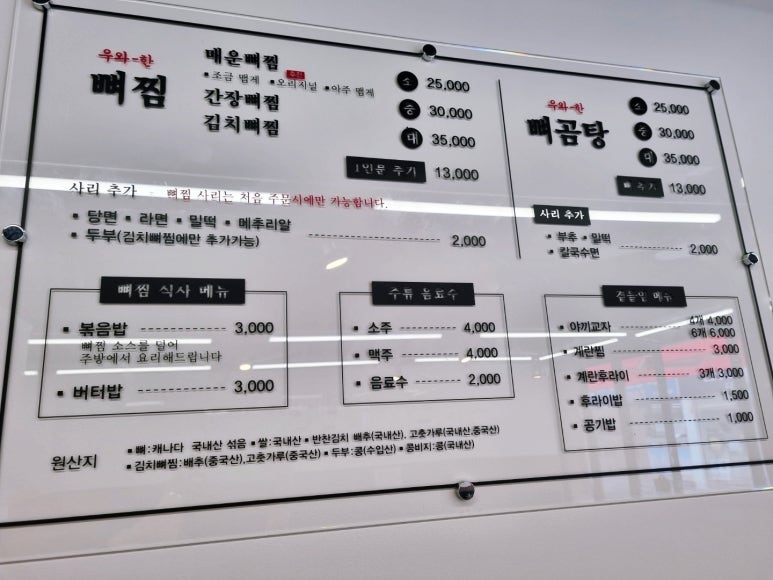 우와~한
뼈찜
매운뼈찜
▪조금 맵게 ▪오리지널 ▪아주 맵게
추천
간장뼈찜
김치뼈찜
소 25,000
중 30,000
대 35,000
1인분 추가 13,000
사리 추가 - 뼈찜 사리는 처음 주문시에만 가능합니다.
▪ 당면 ▪ 라면 ▪ 밀떡 ▪ 메추리알
▪ 두부(김치뼈찜에만 추가가능) 2,000
우와~한
뼈곰탕
소 25,000
중 30,000
대 35,000
뼈 추가 13,000
사리 추가
▪ 부추 ▪ 밀떡
▪ 칼국수면 2,000
뼈찜 식사 메뉴
▪ 볶음밥 3,000
뼈찜 소스를 덜어
주방에서 요리해드립니다
▪ 버터밥 3,000
주류 음료수
▪ 소주 4,000
▪ 맥주 4,000
▪ 음료수 2,000
곁들임 메뉴
▪ 야끼교자 4개 4,000
6개 6,000
▪ 계란찜 3,000
▪ 계란후라이 3개 3,000
▪ 후라이밥 1,500
▪ 공기밥 1,000
원산지
▪ 뼈:캐나다 국내산 섞음 ▪ 쌀:국내산 ▪ 반찬김치 배추(국내산), 고춧가루(국내산,중국산)
▪ 김치뼈찜:배추(중국산),고춧가루(중국산) ▪ 두부:콩(수입산) ▪ 콩비지:콩(국내산)